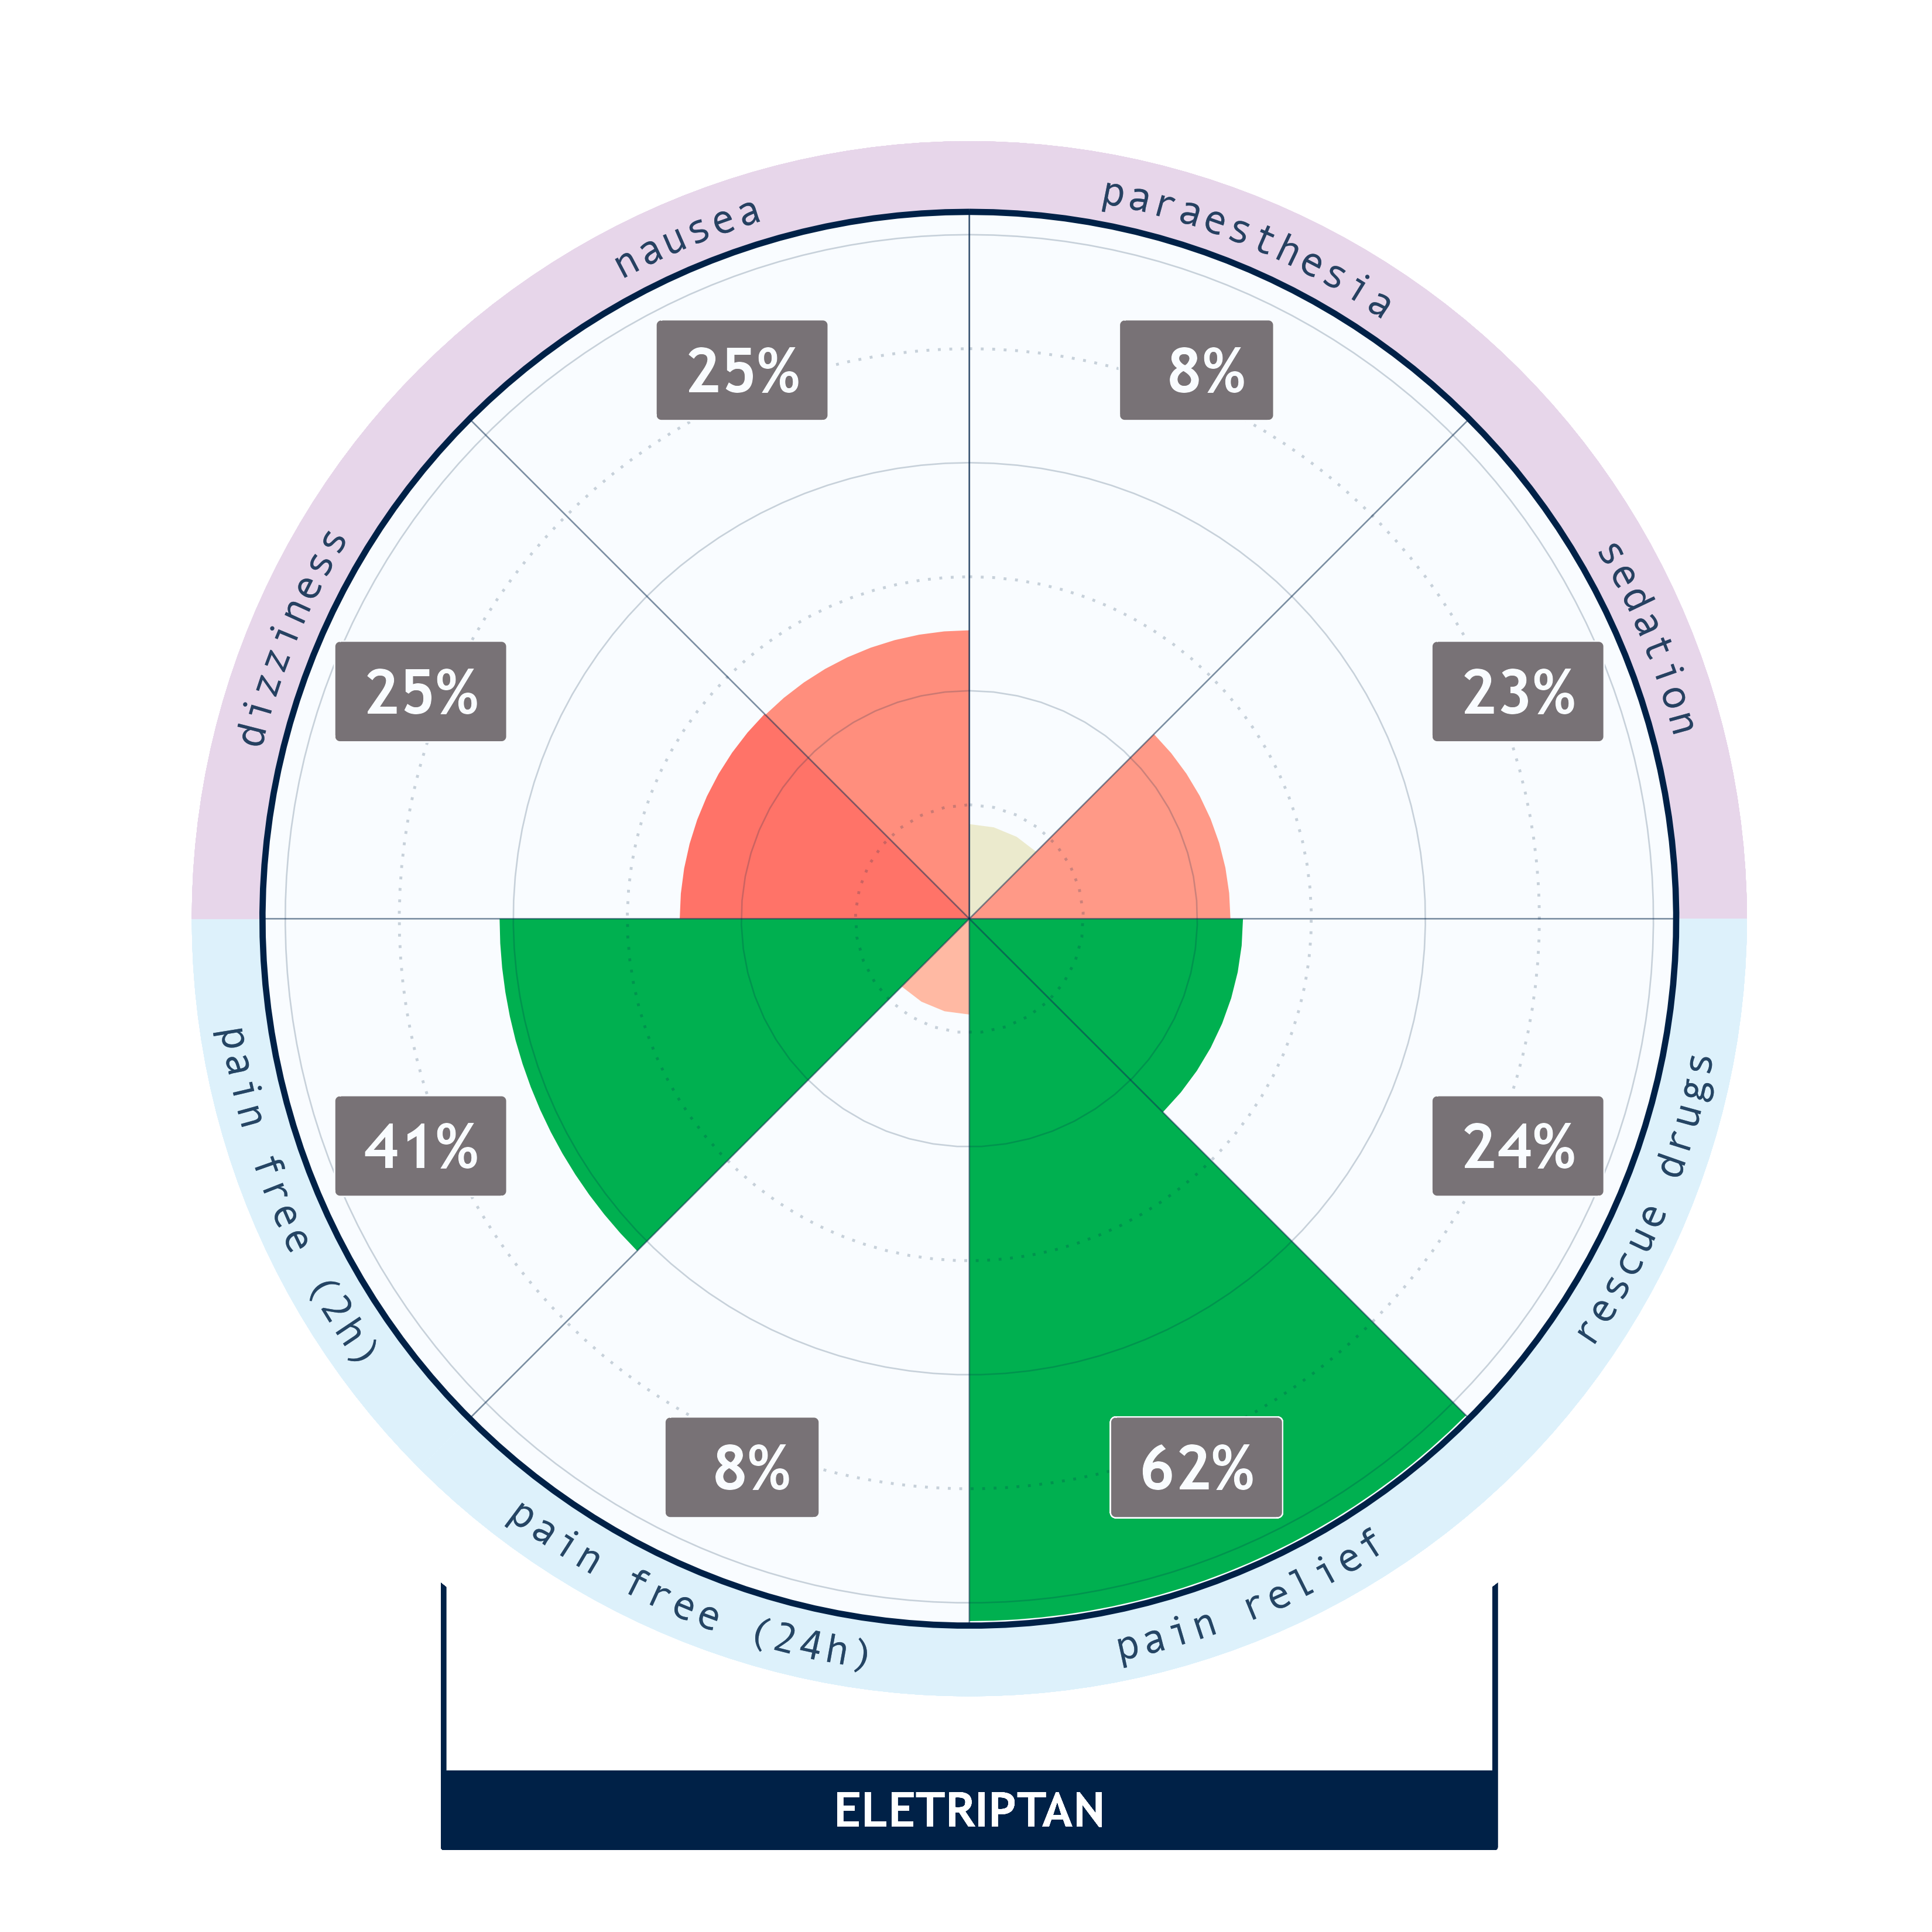 nausea
paraesthesia
25%
8%
dizziness
sedation
25%
23%
pain free (2h)
rescue drugs
41%
24%
8%
62%
pain free (24h)
pain relief
ELETRIPTAN